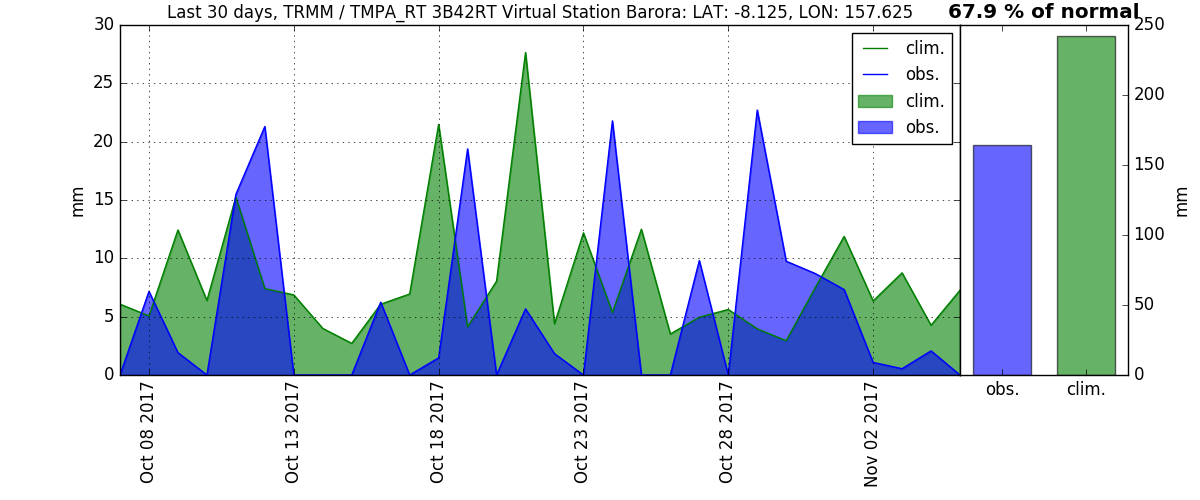 Last 30 days, TRMM / TMPA_RT 3B42RT Virtual Station Barora: LAT: -8.125, LON: 157.625
67.9 % of normal
30
25
20
15
10
5
0
mm
clim.
obs.
clim.
obs.
Oct 08 2017
Oct 13 2017
Oct 18 2017
Oct 23 2017
Oct 28 2017
Nov 02 2017
250
200
150
100
50
0
mm
obs.
clim.